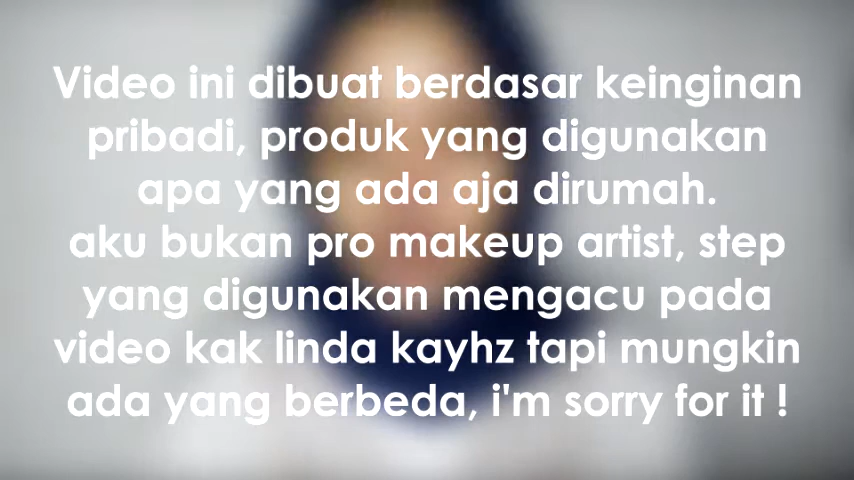 Video ini dibuat berdasar keinginan
pribadi, produk yang digunakan
apa yang ada aja dirumah.
aku bukan pro makeup artist, step
yang digunakan mengacu pada
video kak linda kayhz tapi mungkin
ada yang berbeda, i'm sorry for it !